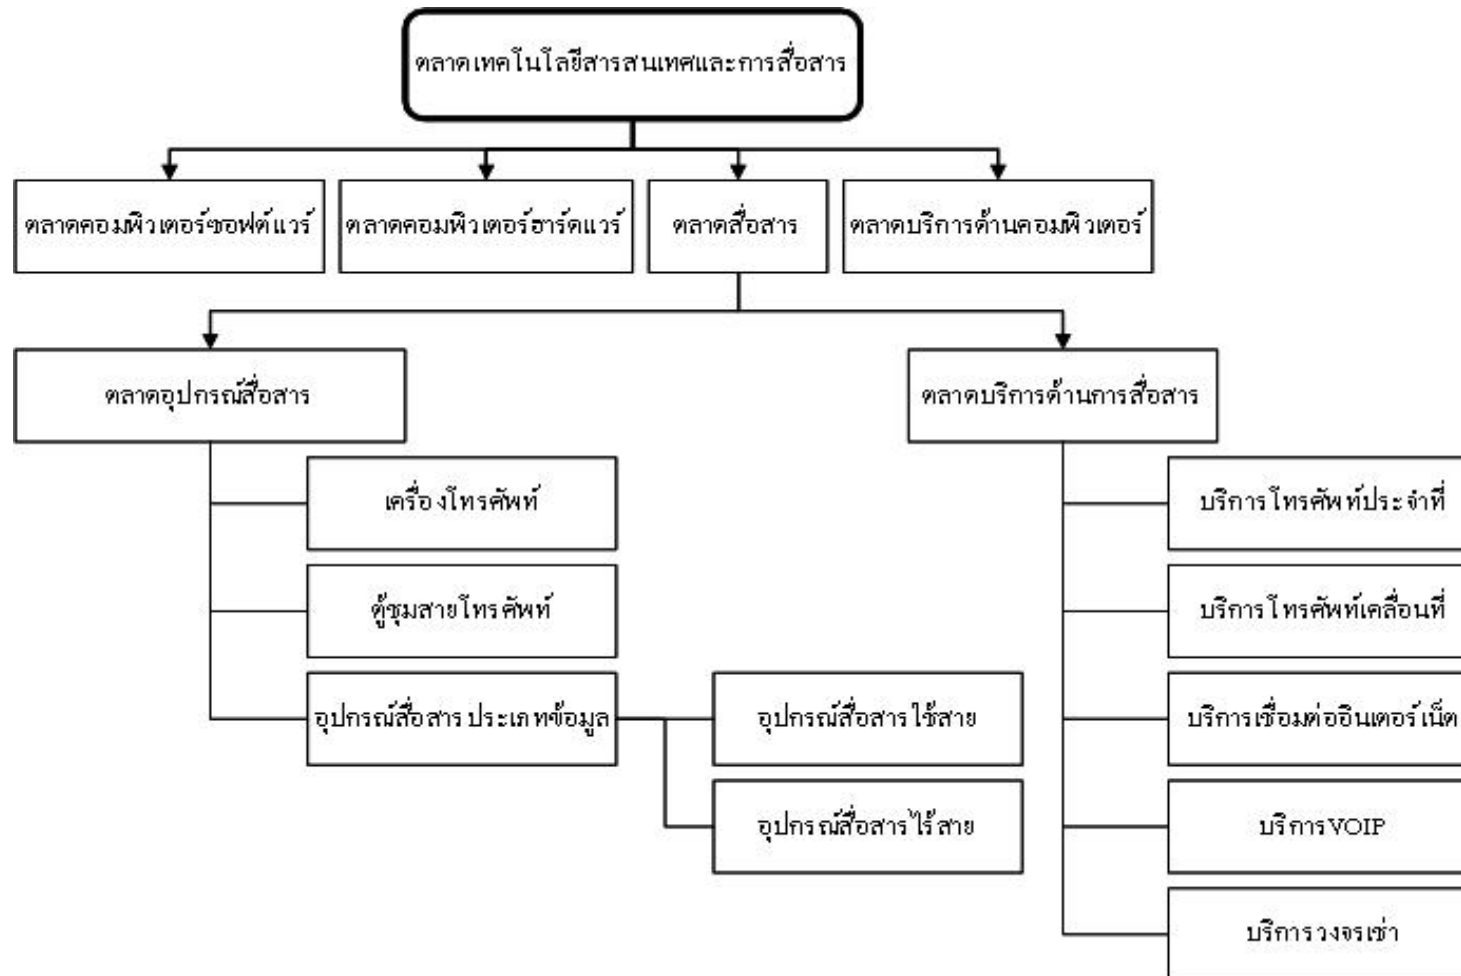 ตลาดเทคโนโลยีสารสนเทศและการสื่อสาร
ตลาดคอมพิวเตอร์ซอฟต์แวร์
ตลาดคอมพิวเตอร์ฮาร์ดแวร์
ตลาดสื่อสาร
ตลาดบริการด้านคอมพิวเตอร์
ตลาดอุปกรณ์สื่อสาร
ตลาดบริการด้านการสื่อสาร
เครื่องโทรศัพท์
ตู้ชุมสายโทรศัพท์
อุปกรณ์สื่อสารประเภทข้อมูล
อุปกรณ์สื่อสารใช้สาย
อุปกรณ์สื่อสารไร้สาย
บริการโทรศัพท์ประจำที่
บริการโทรศัพท์เคลื่อนที่
บริการเชื่อมต่ออินเตอร์เน็ต
บริการVOIP
บริการวงจรเช่า